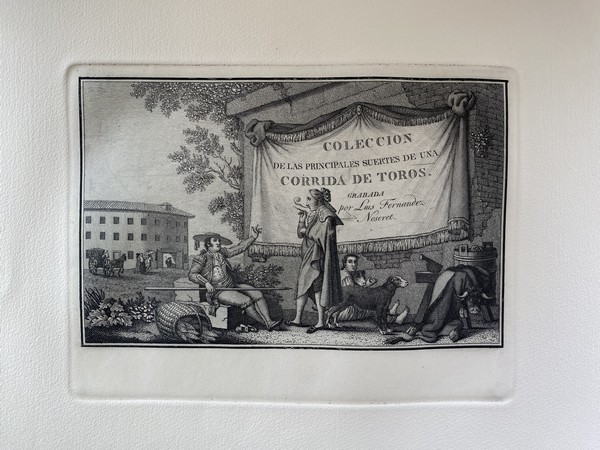 COLECCION
DE LAS PRINCIPALES SUERTES DE UNA
CORRIDA DE TOROS.
GRABADA
por Luis Fernandez
Noseret.